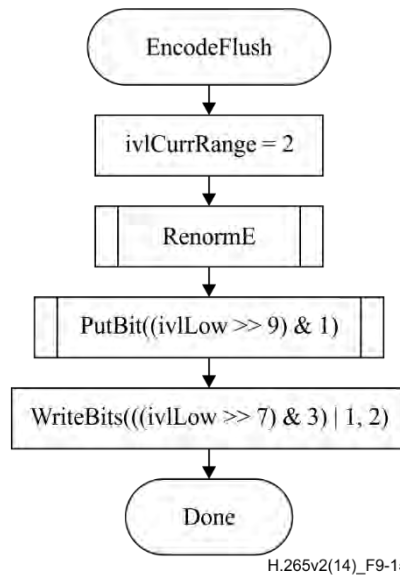 EncodeFlush
ivlCurrRange = 2
RenormE
PutBit((ivlLow >> 9) & 1)
WriteBits(((ivlLow >> 7) & 3) | 1, 2)
Done